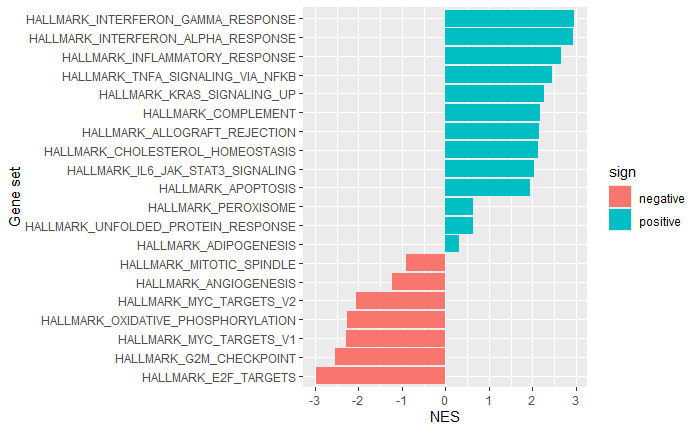 HALLMARK_INTERFERON_GAMMA_RESPONSE
HALLMARK_INTERFERON_ALPHA_RESPONSE
HALLMARK_INFLAMMATORY_RESPONSE
HALLMARK_TNFA_SIGNALING_VIA_NFKB
HALLMARK_KRAS_SIGNALING_UP
HALLMARK_COMPLEMENT
HALLMARK_ALLOGRAFT_REJECTION
HALLMARK_CHOLESTEROL_HOMEOSTASIS
HALLMARK_IL6_JAK_STAT3_SIGNALING
HALLMARK_APOPTOSIS
HALLMARK_PEROXISOME
HALLMARK_UNFOLDED_PROTEIN_RESPONSE
HALLMARK_ADIPOGENESIS
HALLMARK_MITOTIC_SPINDLE
HALLMARK_ANGIOGENESIS
HALLMARK_MYC_TARGETS_V2
HALLMARK_OXIDATIVE_PHOSPHORYLATION
HALLMARK_MYC_TARGETS_V1
HALLMARK_G2M_CHECKPOINT
HALLMARK_E2F_TARGETS
Gene set
-3 -2 -1 0 1 2 3
NES
sign
negative
positive